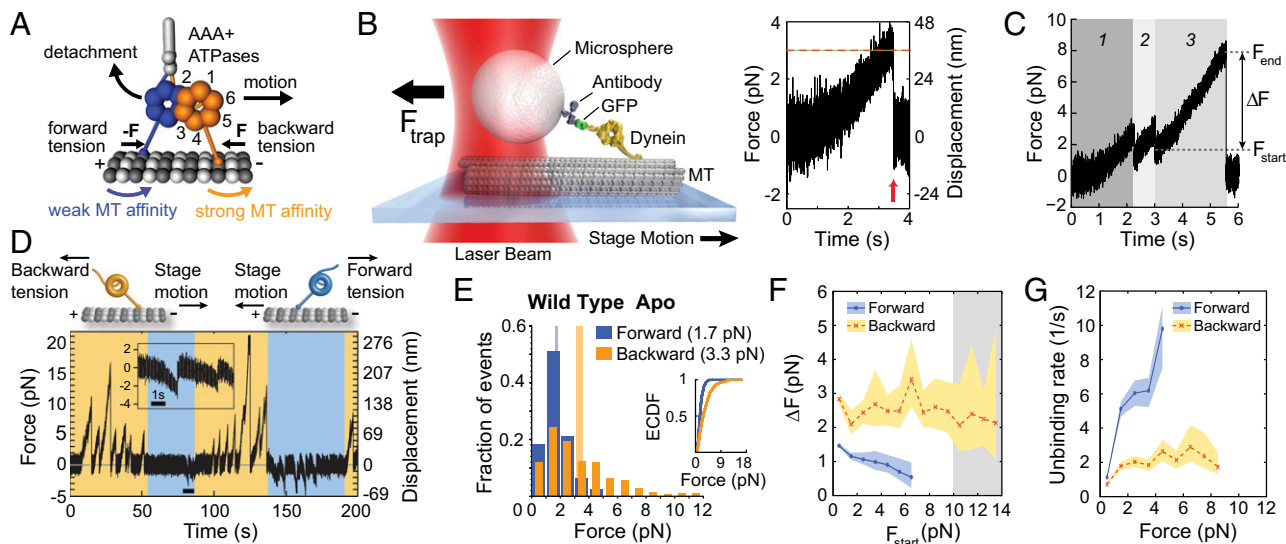 A
AAA+
ATPases
detachment
motion
1
2
3
4
5
6
forward
tension
-F
F
backward
tension
+
-
weak MT affinity
strong MT affinity
B
Microsphere
Antibody
GFP
Dynein
MT
Ftrap
Laser Beam
Stage Motion
Force (pN)
4
2
0
−2
Displacement (nm)
48
24
0
−24
0 2 4
Time (s)
C
1 2 3
Force (pN)
10
8
6
4
2
0
−2
0 1 2 3 4 5 6
Time (s)
Fend
ΔF
Fstart
D
Backward
tension
Stage
motion
Stage
motion
Forward
tension
+ -
+ -
Force (pN)
20
15
10
5
0
-5
2
0
-2
-4
1s
Displacement (nm)
276
207
138
69
0
-69
0 50 100 150 200
Time (s)
E
Wild Type Apo
Forward (1.7 pN)
Backward (3.3 pN)
Fraction of events
0.6
0.4
0.2
0
0 2 4 6 8 10 12
Force (pN)
ECDF
1
0.5
0 9 18
Force (pN)
F
Forward
Backward
ΔF (pN)
6
5
4
3
2
1
0
0 2 4 6 8 10 12 14
Fstart (pN)
G
Forward
Backward
Unbinding rate (1/s)
12
10
8
6
4
2
0
0 2 4 6 8 10 12
Force (pN)